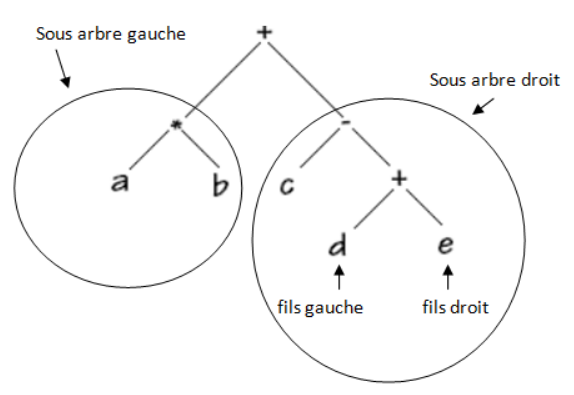 Sous arbre gauche
+
Sous arbre droit
*
-
a
b
c
+
d
e
fils gauche
fils droit